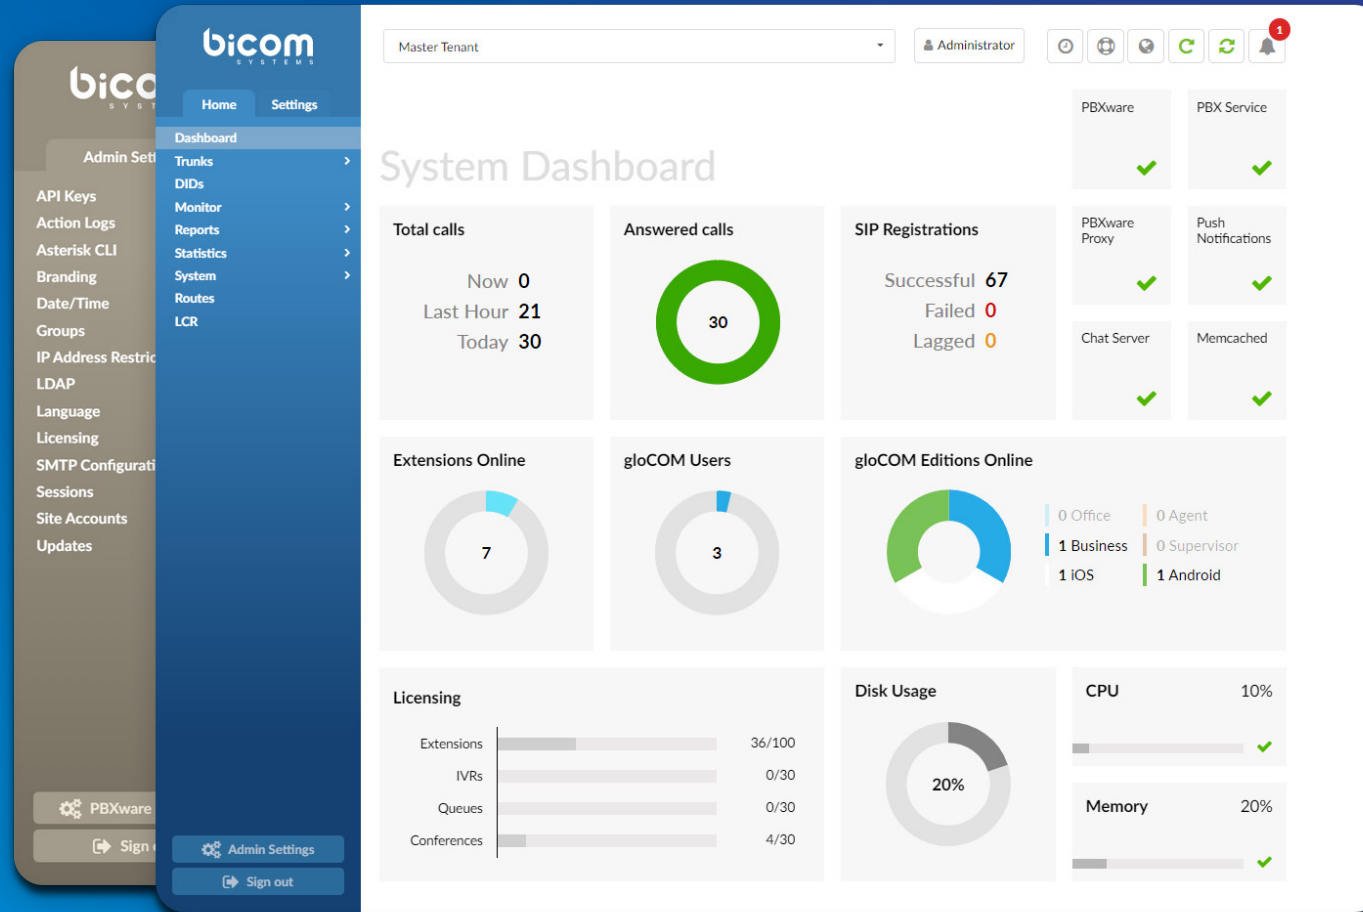 bico
SYST
Admin Sett
API Keys
Action Logs
Asterisk CLI
Branding
Date/Time
Groups
IP Address Restric
LDAP
Language
Licensing
SMTP Configurati
Sessions
Site Accounts
Updates
PBXware
Sign o
bicom
SYSTEMS
Home Settings
Dashboard
Trunks
DIDs
Monitor
Reports
Statistics
System
Routes
LCR
Admin Settings
Sign out
Master Tenant
Administrator
1
System Dashboard
PBXware
PBX Service
PBXware
Proxy
Push
Notifications
Chat Server
Memcached
Total calls
Now 0
Last Hour 21
Today 30
Answered calls
30
SIP Registrations
Successful 67
Failed 0
Lagged 0
Extensions Online
7
gloCOM Users
3
gloCOM Editions Online
0 Office 0 Agent
1 Business 0 Supervisor
1 iOS 1 Android
Licensing
Extensions 36/100
IVRs 0/30
Queues 0/30
Conferences 4/30
Disk Usage
20%
CPU 10%
Memory 20%